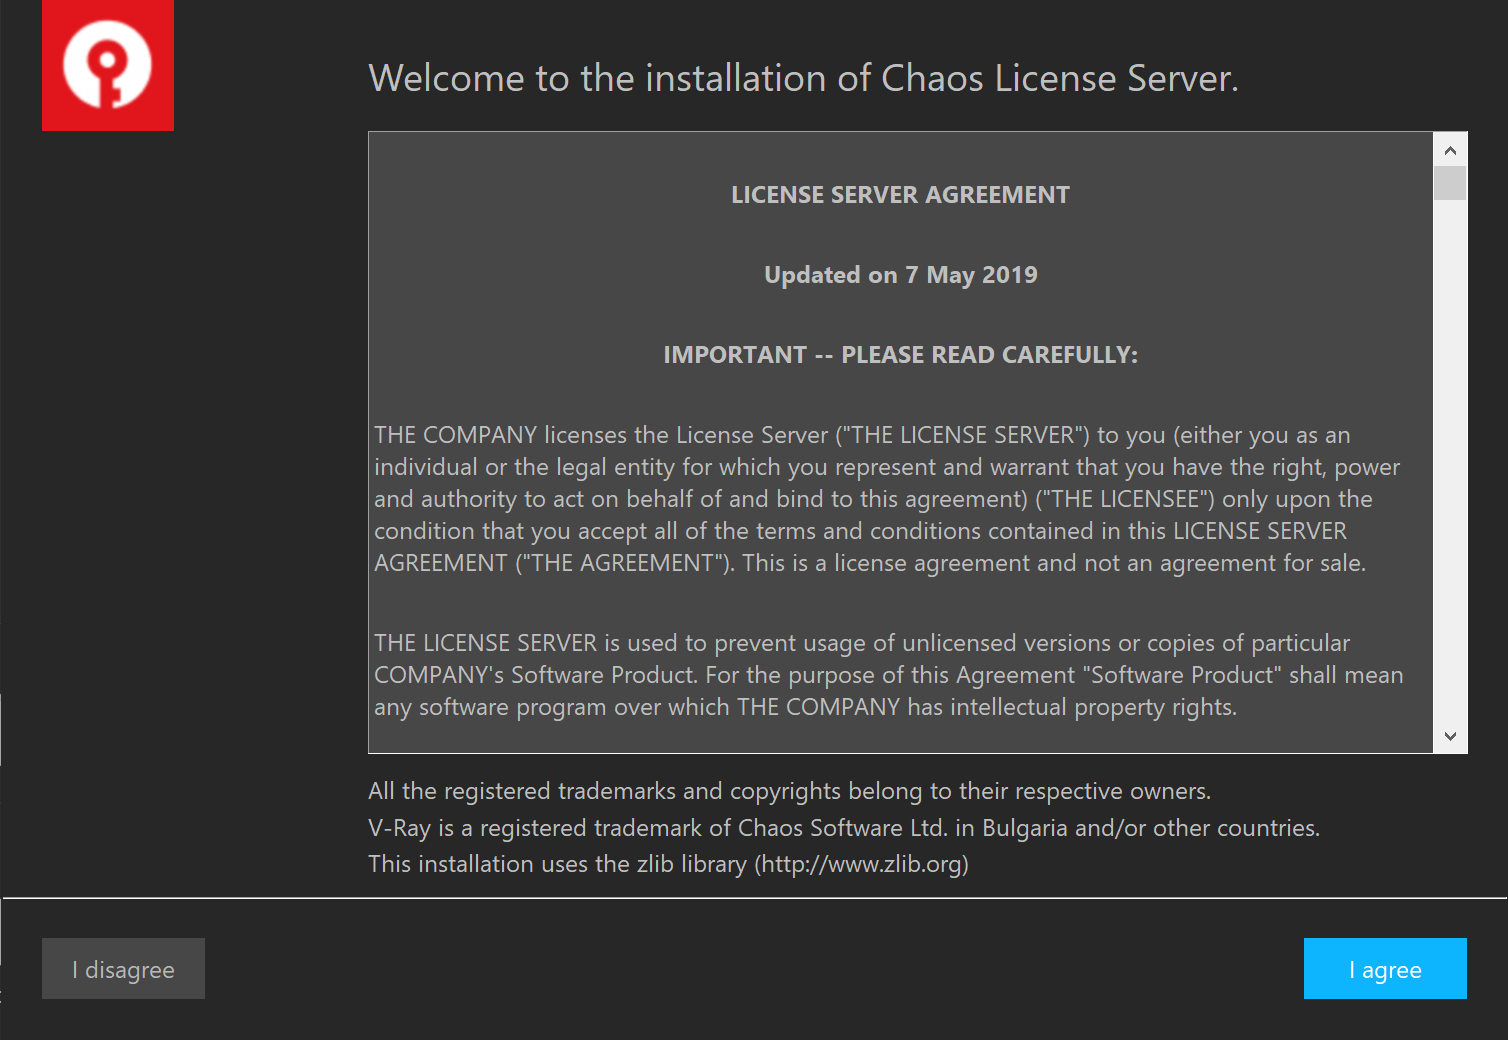 Welcome to the installation of Chaos License Server.
LICENSE SERVER AGREEMENT
Updated on 7 May 2019
IMPORTANT -- PLEASE READ CAREFULLY:
THE COMPANY licenses the License Server ("THE LICENSE SERVER") to you (either you as an
individual or the legal entity for which you represent and warrant that you have the right, power
and authority to act on behalf of and bind to this agreement) ("THE LICENSEE") only upon the
condition that you accept all of the terms and conditions contained in this LICENSE SERVER
AGREEMENT ("THE AGREEMENT"). This is a license agreement and not an agreement for sale.
THE LICENSE SERVER is used to prevent usage of unlicensed versions or copies of particular
COMPANY's Software Product. For the purpose of this Agreement "Software Product" shall mean
any software program over which THE COMPANY has intellectual property rights.
All the registered trademarks and copyrights belong to their respective owners.
V-Ray is a registered trademark of Chaos Software Ltd. in Bulgaria and/or other countries.
This installation uses the zlib library (http://www.zlib.org)
I disagree
I agree